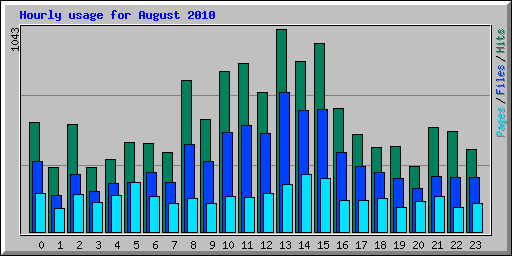 Hourly usage for August 2010
1043
Pages/Files/Hits
0 1 2 3 4 5 6 7 8 9 10 11 12 13 14 15 16 17 18 19 20 21 22 23